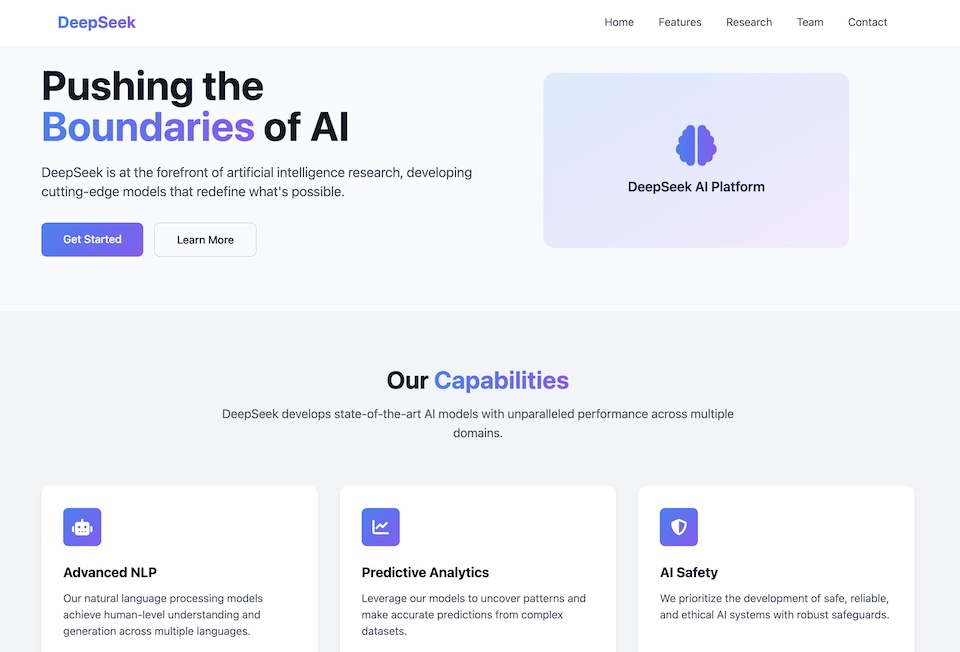 DeepSeek
Home
Features
Research
Team
Contact
Pushing the
Boundaries of AI
DeepSeek is at the forefront of artificial intelligence research, developing
cutting-edge models that redefine what's possible.
Get Started
Learn More
DeepSeek AI Platform
Our Capabilities
DeepSeek develops state-of-the-art AI models with unparalleled performance across multiple
domains.
Advanced NLP
Our natural language processing models
achieve human-level understanding and
generation across multiple languages.
Predictive Analytics
Leverage our models to uncover patterns and
make accurate predictions from complex
datasets.
AI Safety
We prioritize the development of safe, reliable,
and ethical AI systems with robust safeguards.